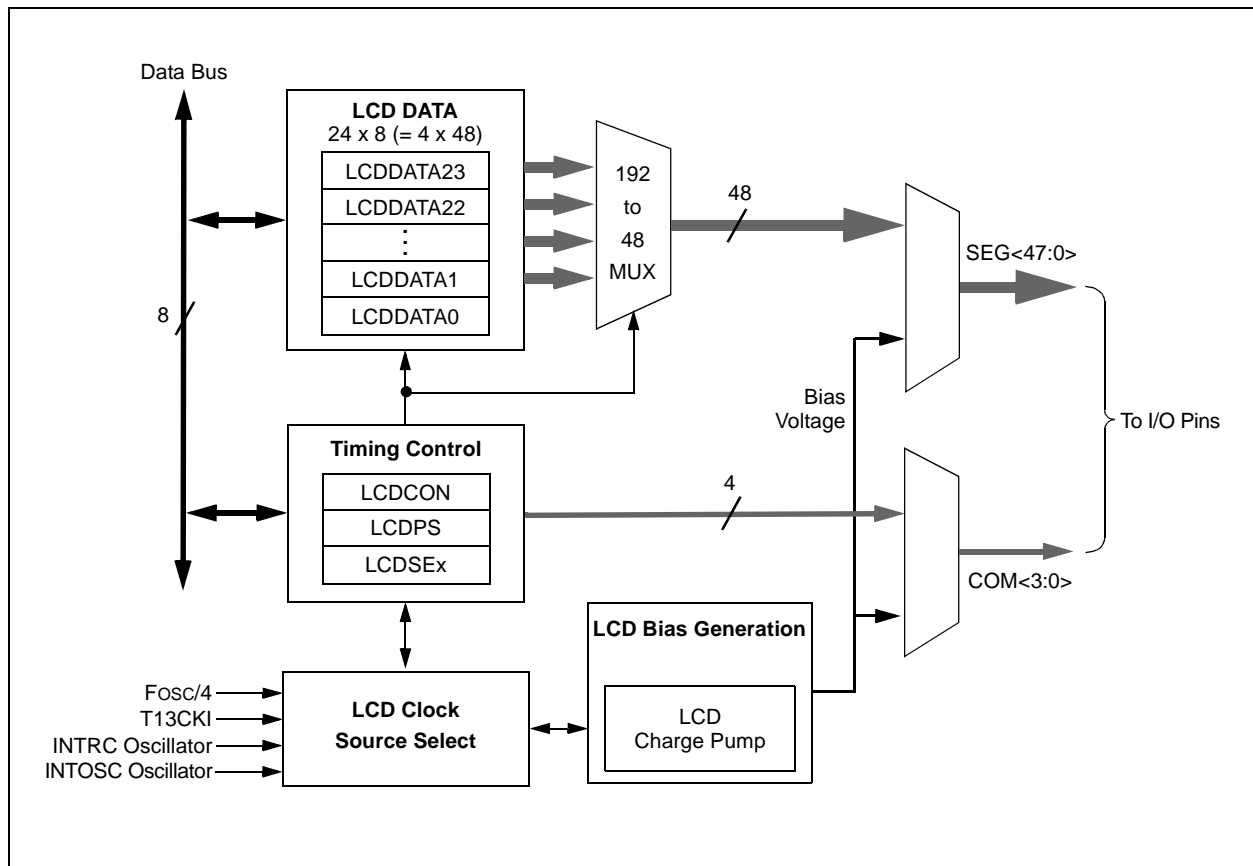 Data Bus
8
LCD DATA
24 x 8 (= 4 x 48)
LCDDATA23
LCDDATA22
⋮
LCDDATA1
LCDDATA0
192
to
48
MUX
48
SEG<47:0>
Bias
Voltage
To I/O Pins
Timing Control
LCDCON
LCDPS
LCDSEx
4
COM<3:0>
LCD Bias Generation
LCD
Charge Pump
FOSC/4
T13CKI
INTRC Oscillator
INTOSC Oscillator
LCD Clock
Source Select